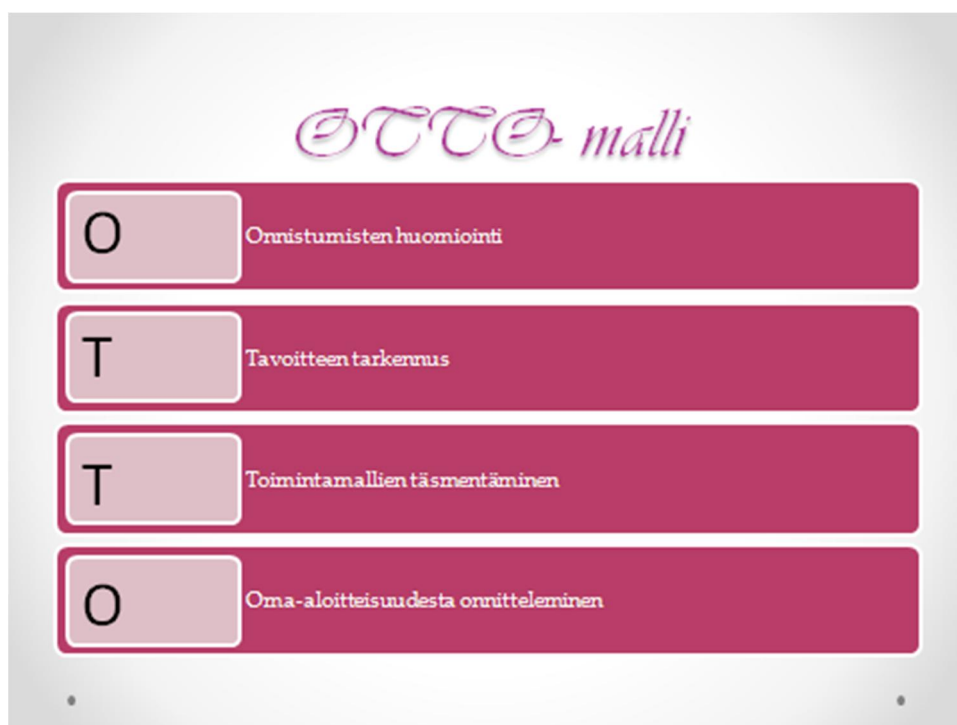 OTTO- malli
O
Onnistumisten huomiointi
T
Tavoitteen tarkennus
T
Toimintamallien täsmentäminen
O
Oma-aloitteisuudesta onnitteleminen